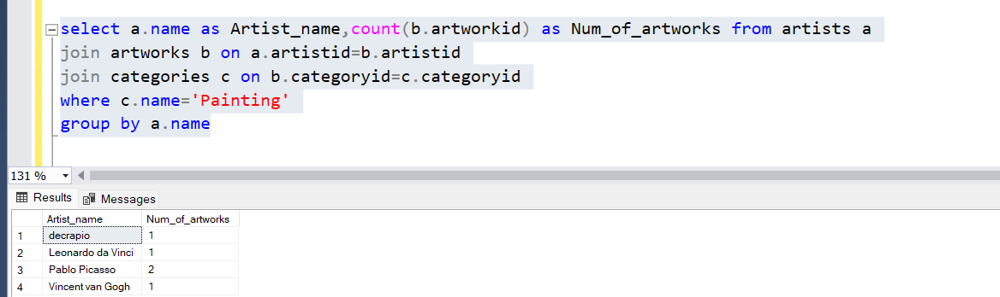 select a.name as Artist_name,count(b.artworkid) as Num_of_artworks from artists a
join artworks b on a.artistid=b.artistid
join categories c on b.categoryid=c.categoryid
where c.name='Painting'
group by a.name
131 %
Results Messages
Artist_name Num_of_artworks
1 decrapio 1
2 Leonardo da Vinci 1
3 Pablo Picasso 2
4 Vincent van Gogh 1